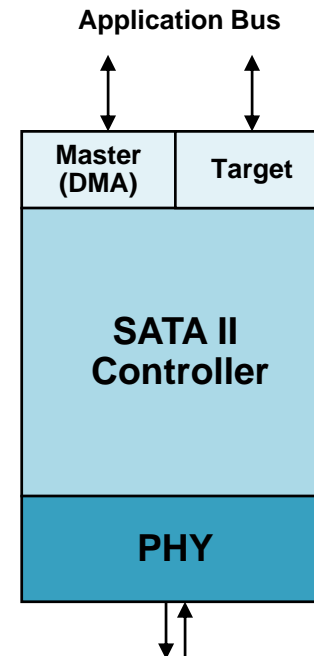 Application Bus
Master
(DMA)
Target
SATA II
Controller
PHY